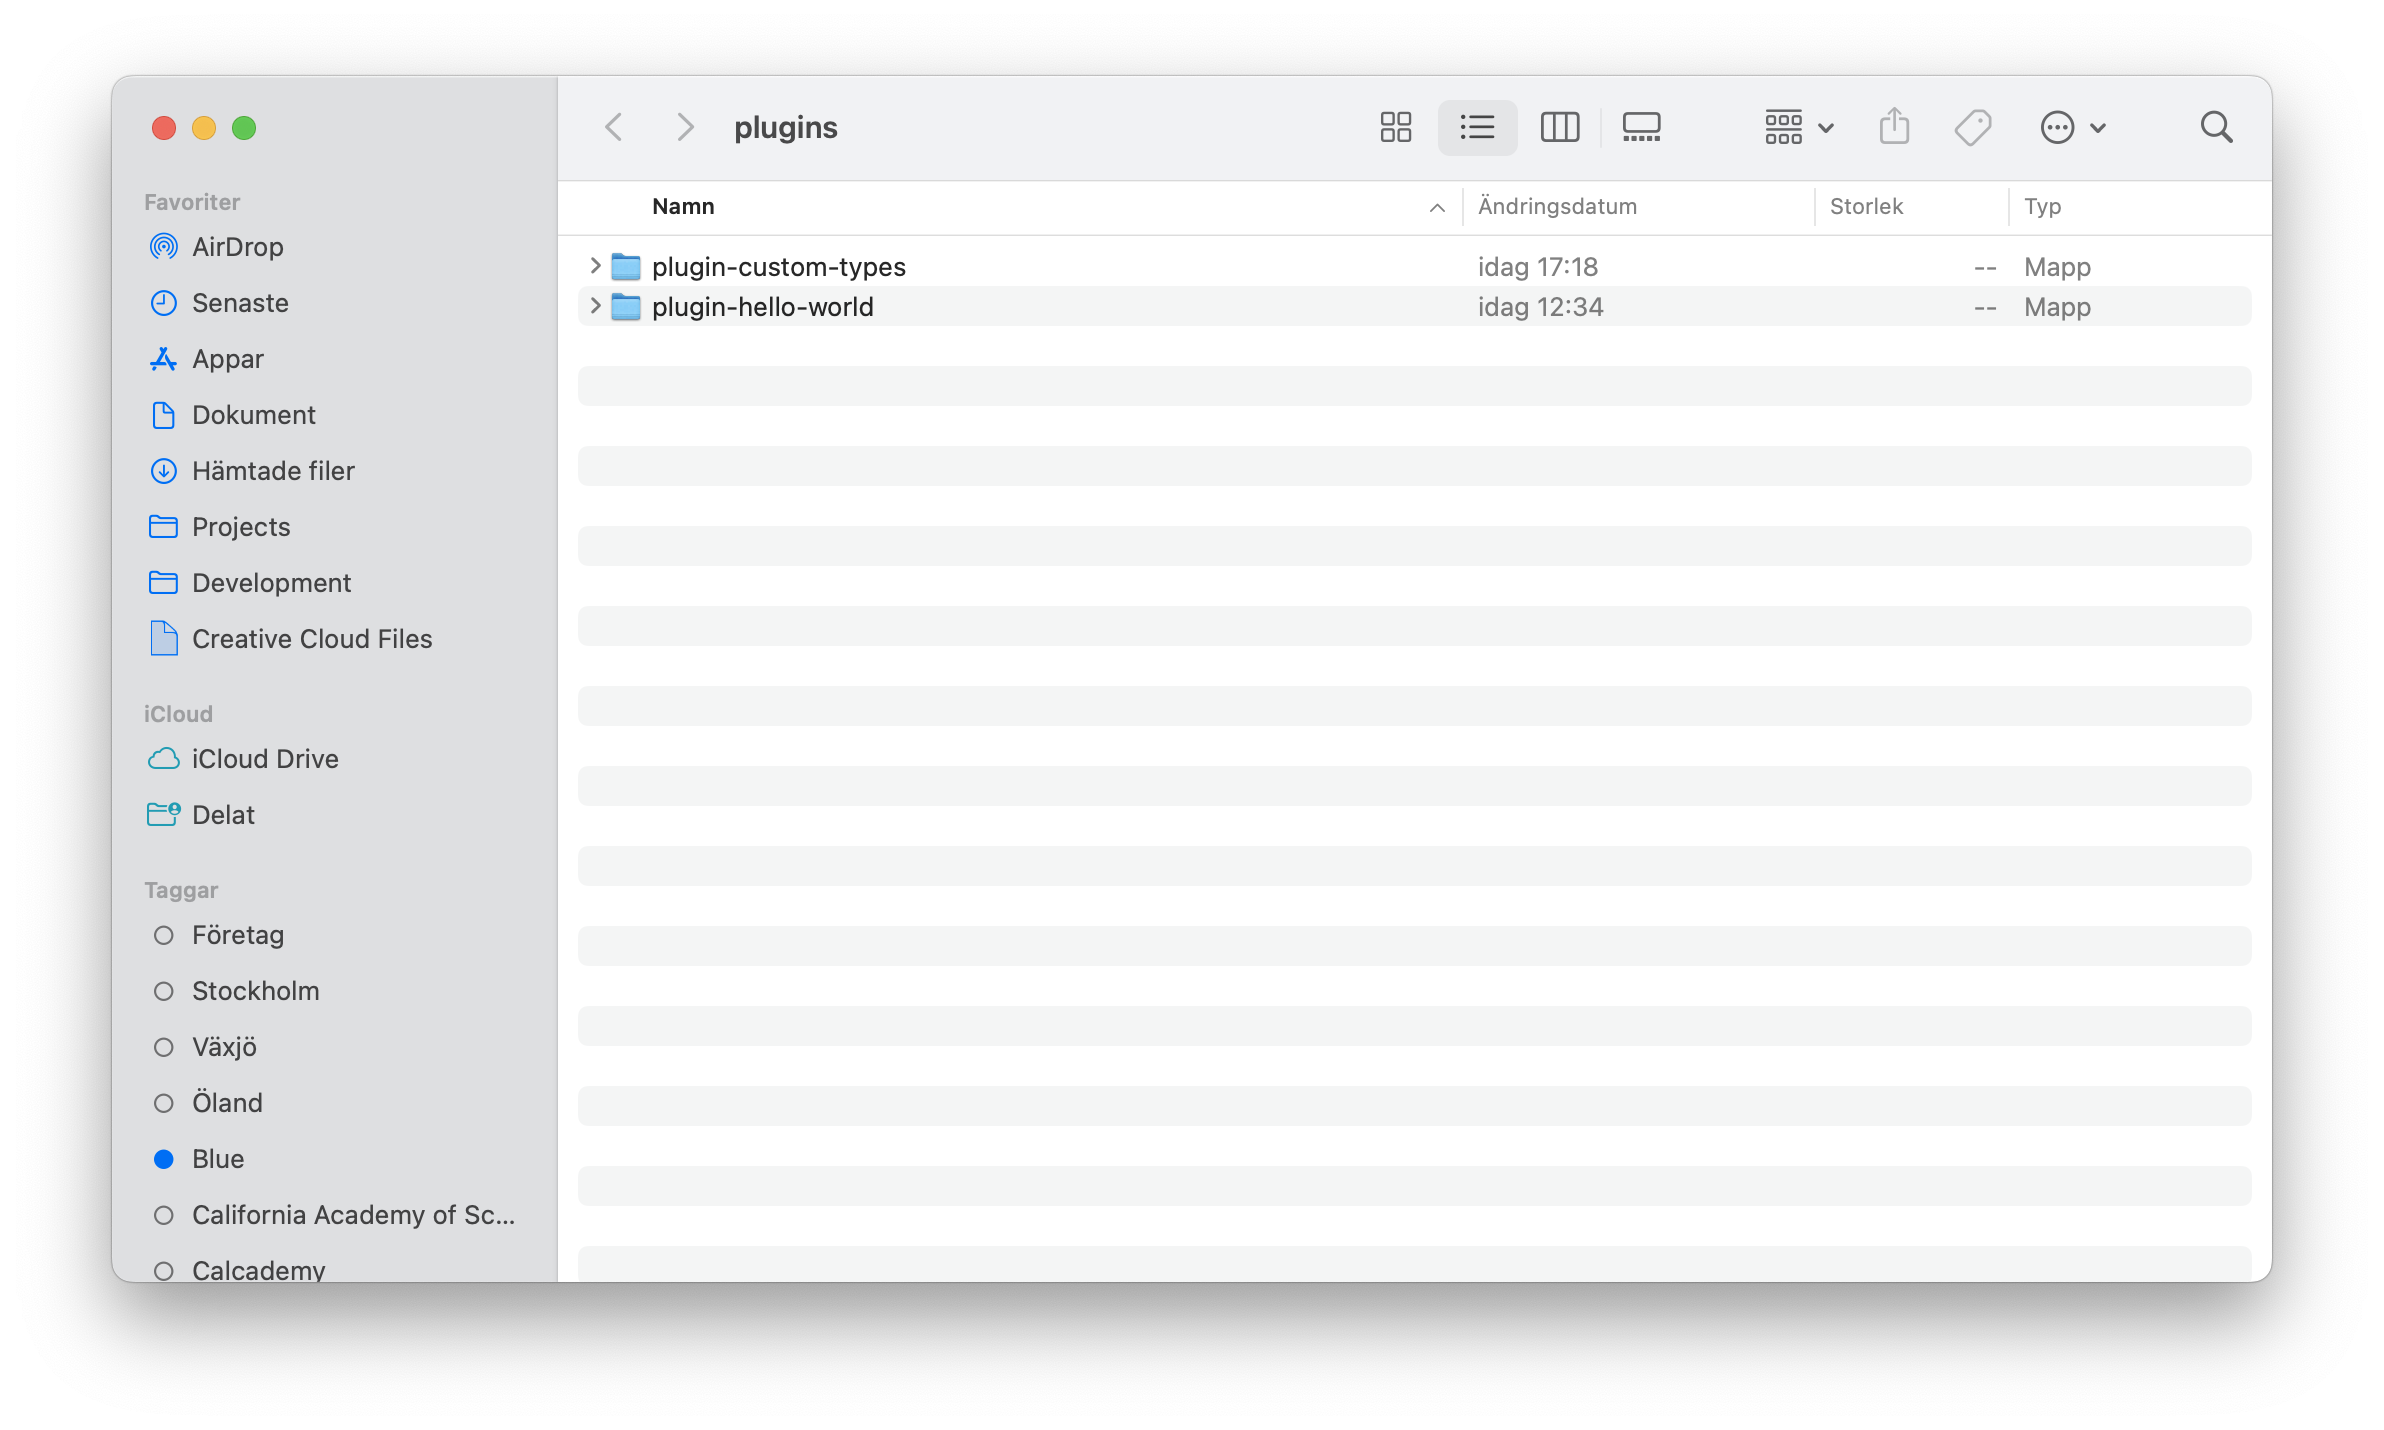 plugins
Favoriter
AirDrop
Senaste
Appar
Dokument
Hämtade filer
Projects
Development
Creative Cloud Files
iCloud
iCloud Drive
Delat
Taggar
Företag
Stockholm
Växjö
Öland
Blue
California Academy of Sc...
Calcademy
Namn Ändringsdatum Storlek Typ
plugin-custom-types idag 17:18 -- Mapp
plugin-hello-world idag 12:34 -- Mapp